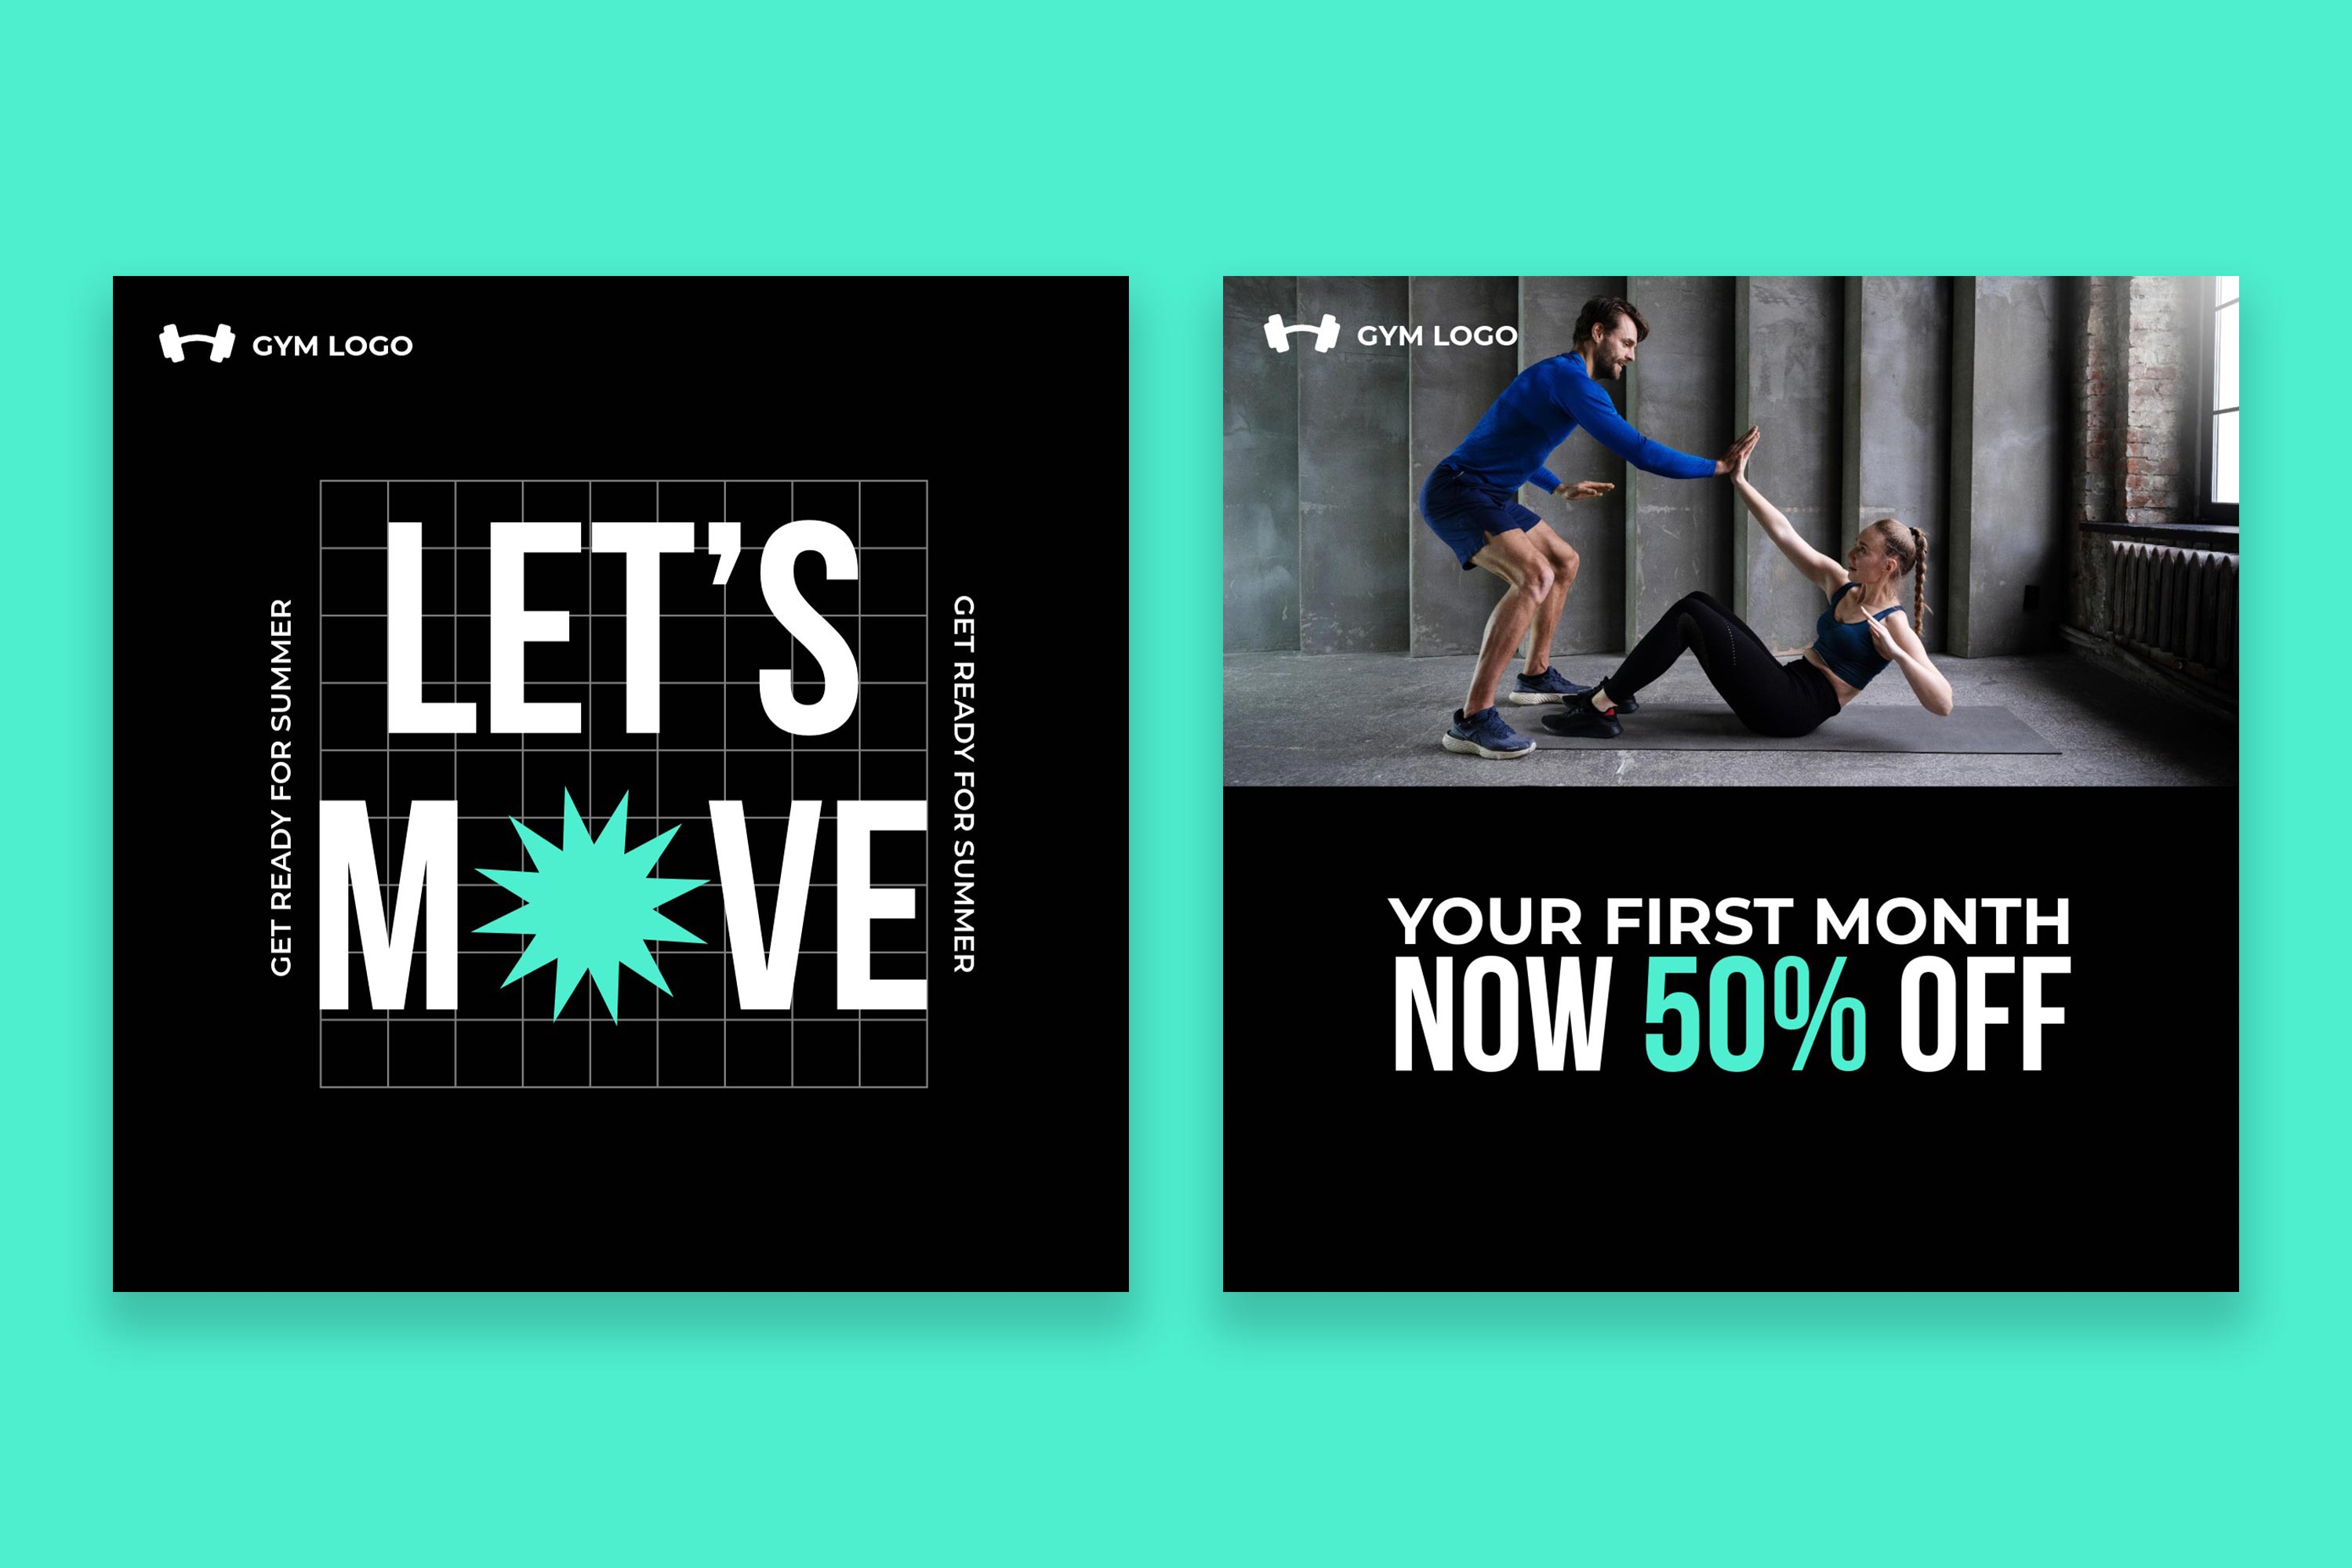 GYM LOGO
GET READY FOR SUMMER
LET'S
M VE
GET READY FOR SUMMER
GYM LOGO
YOUR FIRST MONTH
NOW 50% OFF